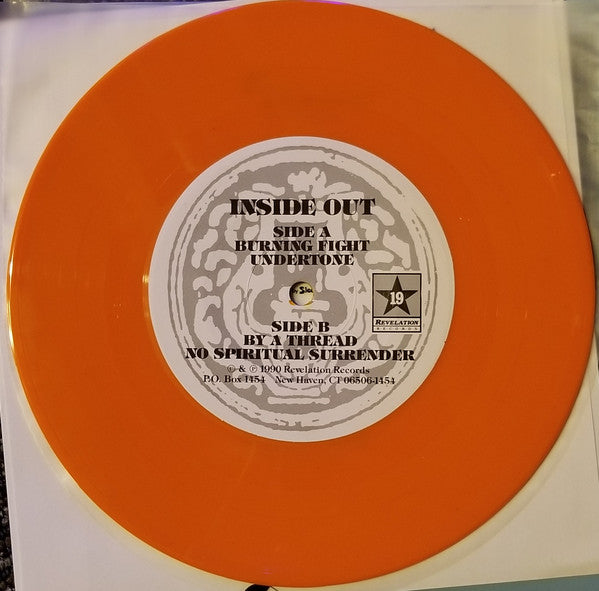 INSIDE OUT
SIDE A
BURNING FIGHT
UNDERTONE
19
REVELATION
RECORDS
SIDE B
BY A THREAD
NO SPIRITUAL SURRENDER
© & ℗ 1990 Revelation Records
P.O. Box 1454 New Haven, CT 06506-1454